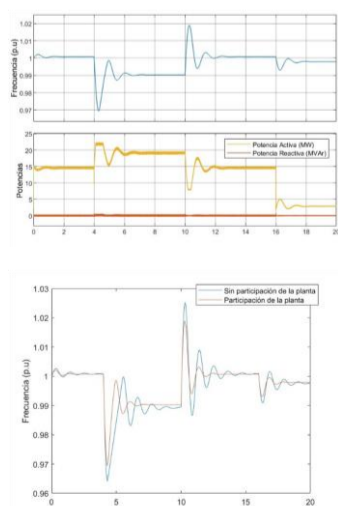 1.02
1.01
1
0.99
0.98
0.97
Frecuencia (p.u)
0 2 4 6 8 10 12 14 16 18 20
25
20
15
10
5
0
Potencias
Potencia Activa (MW)
Potencia Reactiva (MVAr)
0 2 4 6 8 10 12 14 16 18 20
1.03
1.02
1.01
1
0.99
0.98
0.97
0.96
Frecuencia (p.u)
Sin participación de la planta
Participación de la planta
0 5 10 15 20